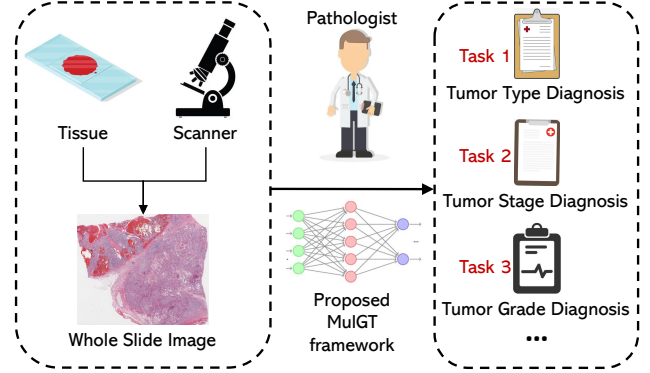 Tissue
Scanner
Whole Slide Image
Pathologist
Proposed
MulGT
framework
Task 1
Tumor Type Diagnosis
Task 2
Tumor Stage Diagnosis
Task 3
Tumor Grade Diagnosis
...